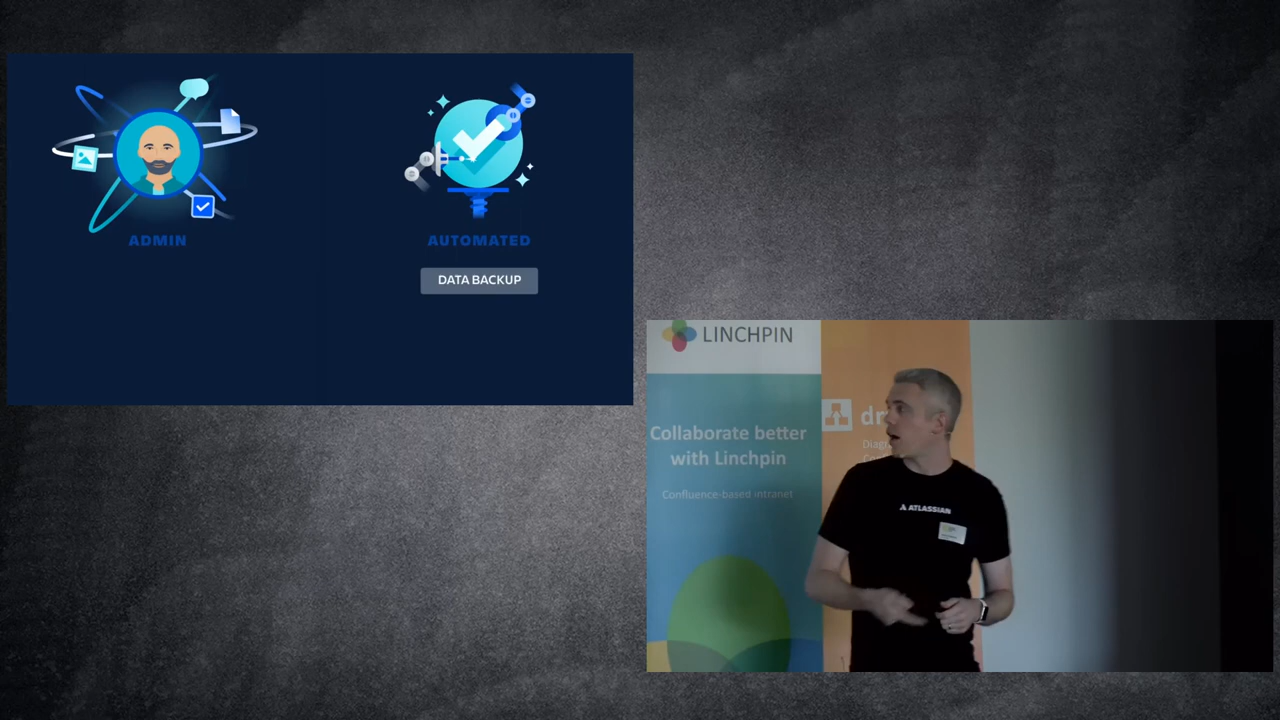 ADMIN
AUTOMATED
DATA BACKUP
LINCHPIN
Collaborate better
with Linchpin
Confluence-based intranet
ATLASSIAN